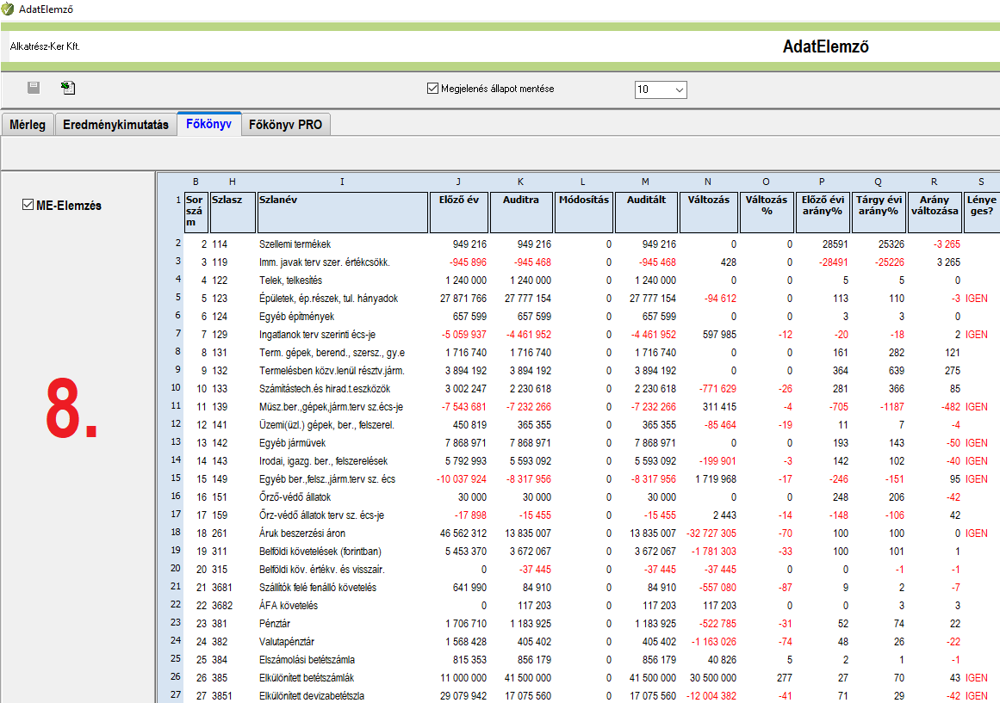 AdatElemző
Alkatrész-Ker Kft.
AdatElemző
Megjelenés állapot mentése
10
Mérleg Eredménykimutatás Főkönyv Főkönyv PRO
ME-Elemzés
8.
B H I J K L M N O P Q R S
1 Sor szá m Szlasz Szlanév Előző év Auditra Módosítás Auditált Változás Változás % Előző évi arány% Tárgy évi arány% Arány változása Lénye ges?
2 2 114 Szellemi termékek 949 216 949 216 0 949 216 0 0 28591 25326 -3 265
3 3 119 Imm. javak terv szer. értékcsökk. -945 896 -945 468 0 -945 468 428 0 -28491 -25226 3 265
4 4 122 Telek, telkesítés 1 240 000 1 240 000 0 1 240 000 0 0 5 5 0
5 5 123 Épületek, ép.részek, tul. hányadok 27 871 766 27 777 154 0 27 777 154 -94 612 0 113 110 -3 IGEN
6 6 124 Egyéb építmények 657 599 657 599 0 657 599 0 0 3 3 0
7 7 129 Ingatlanok terv szerinti écs-je -5 059 937 -4 461 952 0 -4 461 952 597 985 -12 -20 -18 2 IGEN
8 8 131 Term. gépek, berend., szersz., gy.e 1 716 740 1 716 740 0 1 716 740 0 0 161 282 121
9 9 132 Termelésben közv.lenül résztv.járm. 3 894 192 3 894 192 0 3 894 192 0 0 364 639 275
10 10 133 Számítástech.és hirad.t.eszközök 3 002 247 2 230 618 0 2 230 618 -771 629 -26 281 366 85
11 11 139 Müsz.ber.,gépek,járm.terv sz.écs-je -7 543 681 -7 232 266 0 -7 232 266 311 415 -4 -705 -1187 -482 IGEN
12 12 141 Üzemi(üzl.) gépek, ber., felszerel. 450 819 365 355 0 365 355 -85 464 -19 11 7 -4
13 13 142 Egyéb járművek 7 868 971 7 868 971 0 7 868 971 0 0 193 143 -50 IGEN
14 14 143 Irodai, igazg. ber., felszerelések 5 792 993 5 593 092 0 5 593 092 -199 901 -3 142 102 -40 IGEN
15 15 149 Egyéb ber.,felsz.,járm.terv sz. écs -10 037 924 -8 317 956 0 -8 317 956 1 719 968 -17 -246 -151 95 IGEN
16 16 151 Őrző-védő állatok 30 000 30 000 0 30 000 0 0 248 206 -42
17 17 159 Őrz-védő állatok terv sz. écs-je -17 898 -15 455 0 -15 455 2 443 -14 -148 -106 42
18 18 261 Áruk beszerzési áron 46 562 312 13 835 007 0 13 835 007 -32 727 305 -70 100 100 0 IGEN
19 19 311 Belföldi követelések (forintban) 5 453 370 3 672 067 0 3 672 067 -1 781 303 -33 100 101 1
20 20 315 Belföldi köv. értékv. és visszaír. 0 -37 445 0 -37 445 -37 445 0 0 -1 -1
21 21 3681 Szállítók felé fenálló követelés 641 990 84 910 0 84 910 -557 080 -87 9 2 -7
22 22 3682 ÁFA követelés 0 117 203 0 117 203 117 203 0 0 3 3
23 23 381 Pénztár 1 706 710 1 183 925 0 1 183 925 -522 785 -31 52 74 22
24 24 382 Valutapénztár 1 568 428 405 402 0 405 402 -1 163 026 -74 48 26 -22
25 25 384 Elszámolási betétszámla 815 353 856 179 0 856 179 40 826 5 2 1 -1
26 26 385 Elkülönített betétszámlák 11 000 000 41 500 000 0 41 500 000 30 500 000 277 27 70 43 IGEN
27 27 3851 Elkülönített devizabetétszla 29 079 942 17 075 560 0 17 075 560 -12 004 382 -41 71 29 -42 IGEN